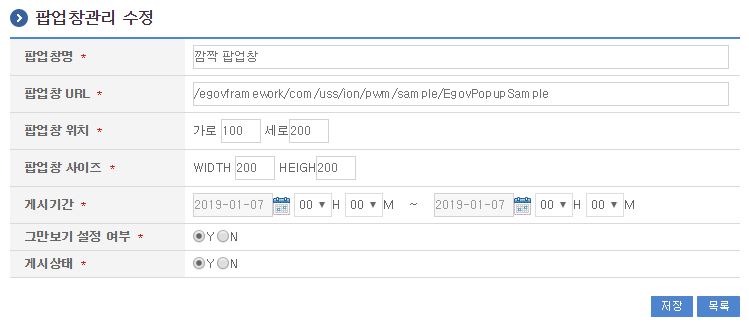 팝업창관리 수정
팝업창명 * 깜짝 팝업창
팝업창 URL * /egovframework/com/uss/ion/pwm/sample/EgovPopupSample
팝업창 위치 * 가로 100 세로 200
팝업창 사이즈 * WIDTH 200 HEIGH 200
게시기간 * 2019-01-07 00 H 00 M ~ 2019-01-07 00 H 00 M
그만보기 설정 여부 * Y N
게시상태 * Y N
저장 목록